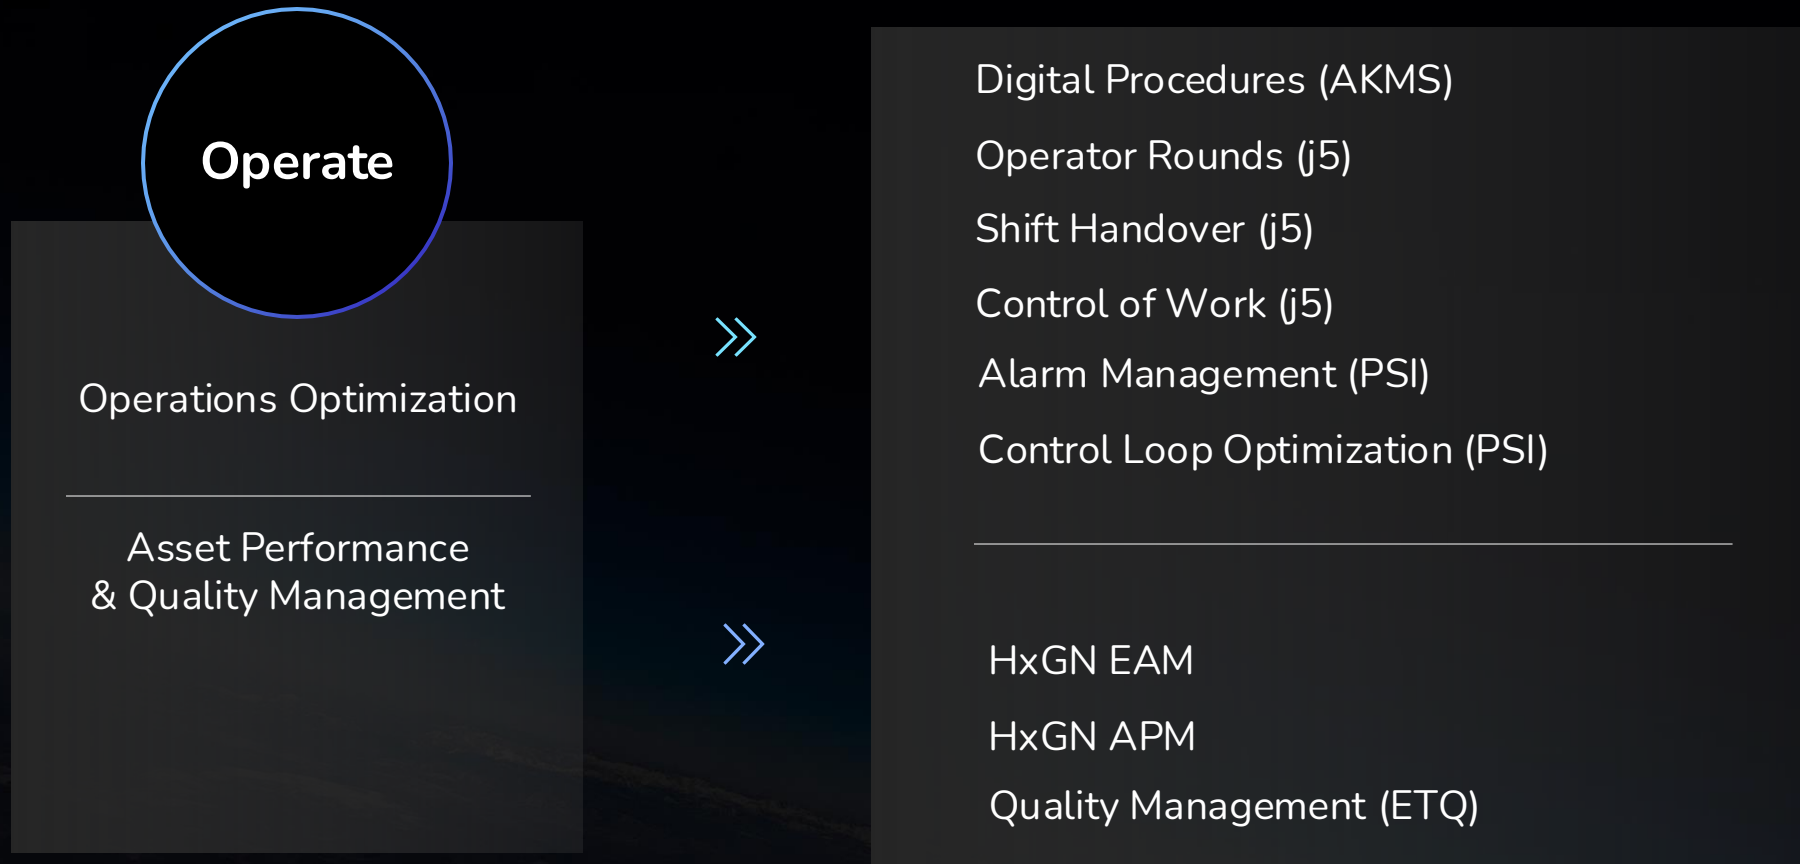 Operate
Operations Optimization
Asset Performance
& Quality Management
Digital Procedures (AKMS)
Operator Rounds (j5)
Shift Handover (j5)
Control of Work (j5)
Alarm Management (PSI)
Control Loop Optimization (PSI)
HxGN EAM
HxGN APM
Quality Management (ETQ)